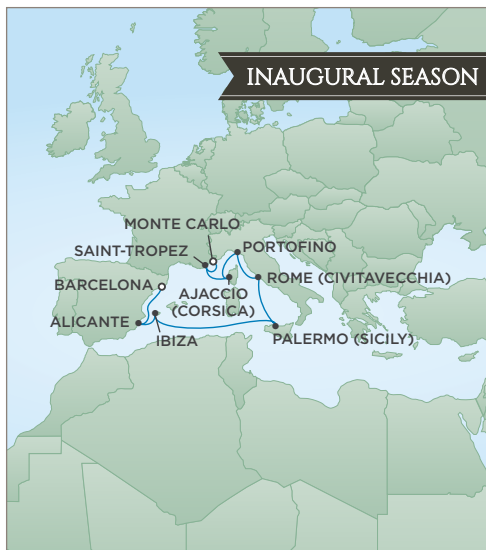 INAUGURAL SEASON
MONTE CARLO
SAINT-TROPEZ
PORTOFINO
BARCELONA
AJACCIO
(CORSICA)
ROME (CIVITAVECCHIA)
ALICANTE
IBIZA
PALERMO (SICILY)